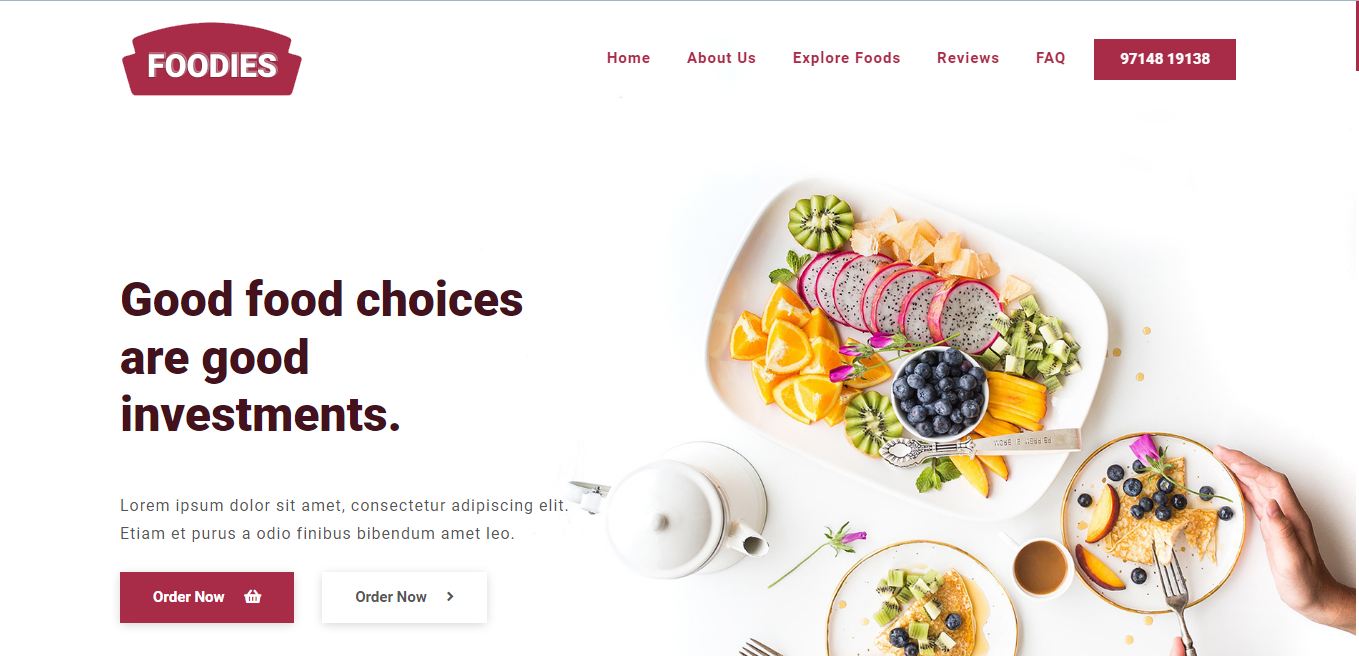 FOODIES
Home About Us Explore Foods Reviews FAQ 97148 19138
Good food choices
are good
investments.
Lorem ipsum dolor sit amet, consectetur adipiscing elit.
Etiam et purus a odio finibus bibendum amet leo.
Order Now Order Now